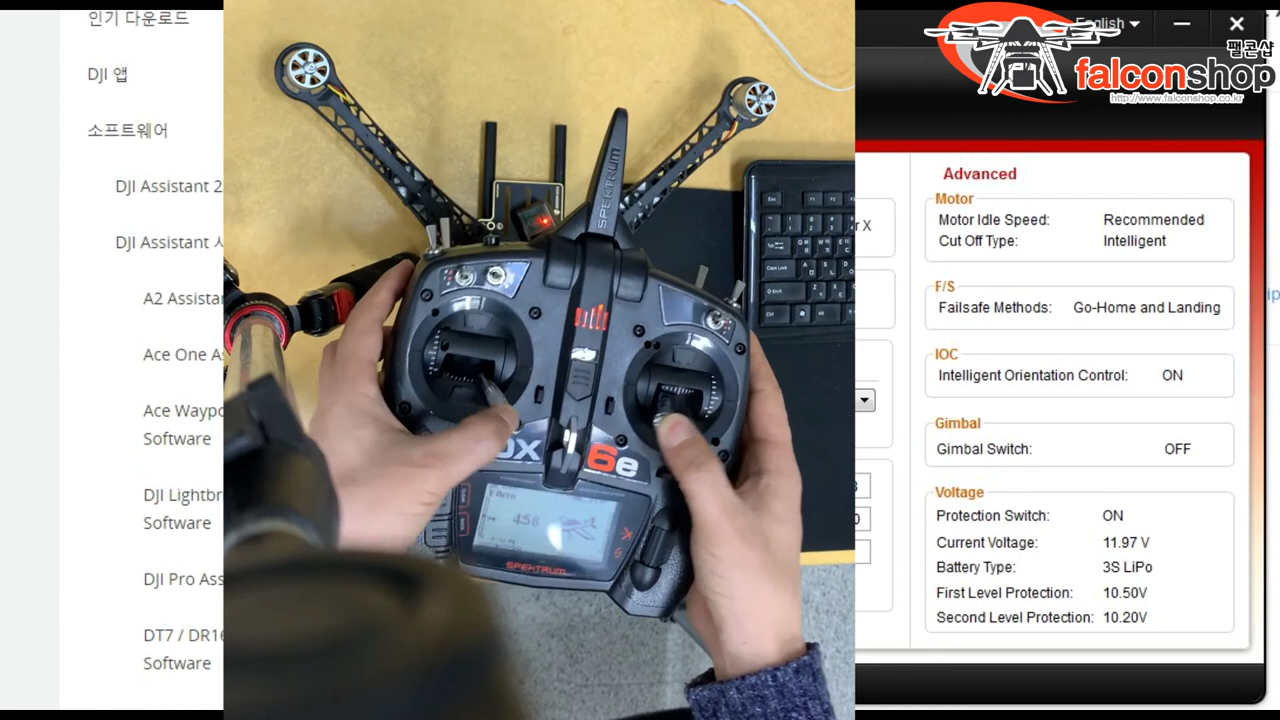 인기 다운로드
DJI 앱
소프트웨어
DJI Assistant 2
DJI Assistant
A2 Assista
Ace One As
Ace Waypo
Software
DJI Lightbr
Software
DJI Pro Ass
DT7 / DR16
Software
SPEKTRUM
DX 6e
4:58
SPEKTRUM
English
팰콘샵
falconshop
http://www.falconshop.co.kr
r X
Advanced
Motor
Motor Idle Speed: Recommended
Cut Off Type: Intelligent
F/S
Failsafe Methods: Go-Home and Landing
IOC
Intelligent Orientation Control: ON
Gimbal
Gimbal Switch: OFF
Voltage
Protection Switch: ON
Current Voltage: 11.97 V
Battery Type: 3S LiPo
First Level Protection: 10.50V
Second Level Protection: 10.20V